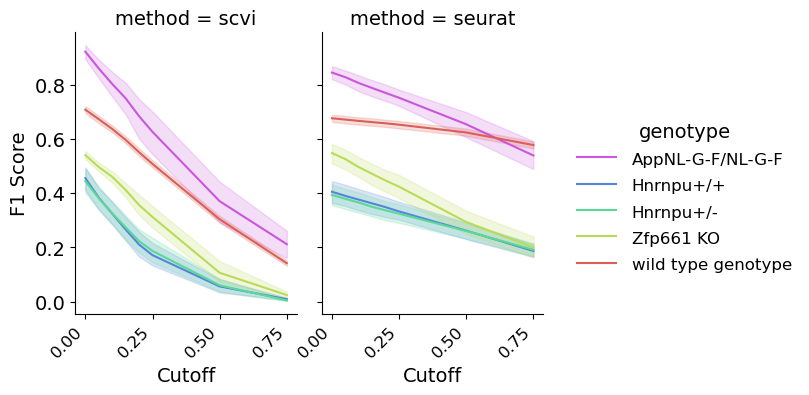 method = scvi
method = seurat
F1 Score
0.8
0.6
0.4
0.2
0.0
0.00
0.25
0.50
0.75
Cutoff
0.00
0.25
0.50
0.75
Cutoff
genotype
AppNL-G-F/NL-G-F
Hnrnpu+/+
Hnrnpu+/-
Zfp661 KO
wild type genotype